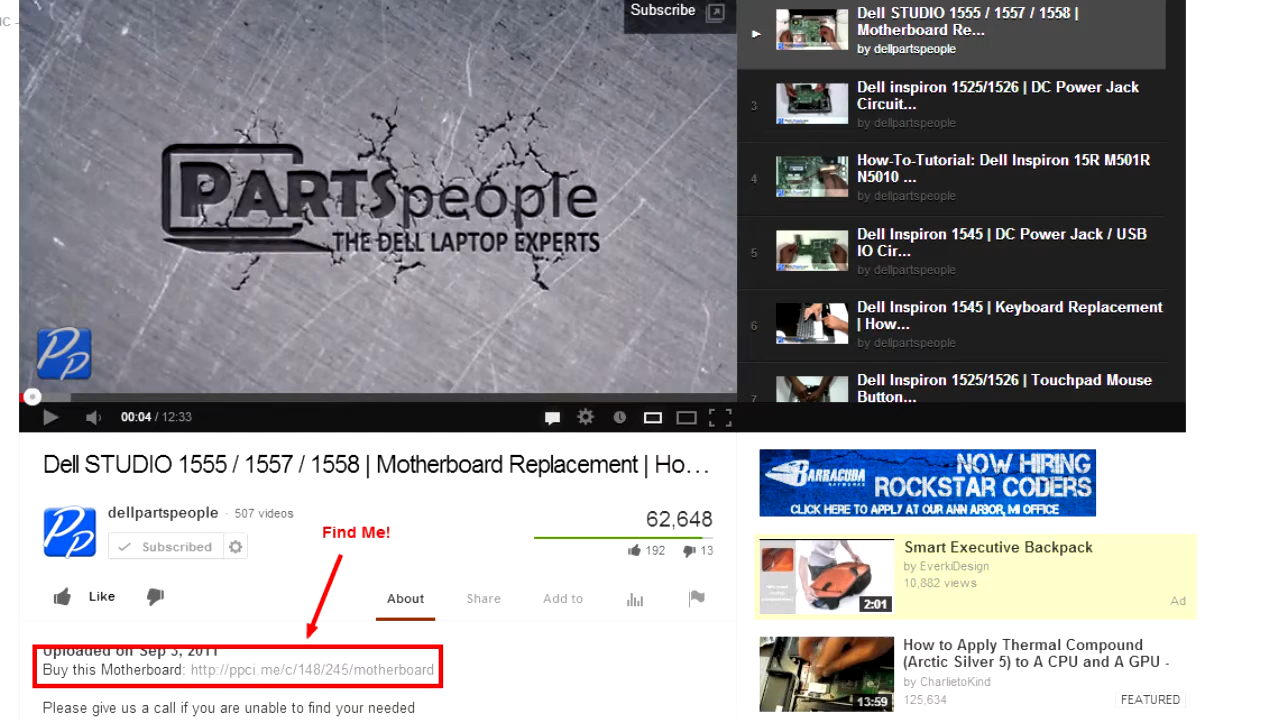 IC -
Subscribe
PARTSpeople
THE DELL LAPTOP EXPERTS
Pp
00:04 / 12:33
Dell STUDIO 1555 / 1557 / 1558 |
Motherboard Re...
by dellpartspeople
3
Dell inspiron 1525/1526 | DC Power Jack
Circuit...
by dellpartspeople
4
How-To-Tutorial: Dell Inspiron 15R M501R
N5010 ...
by dellpartspeople
5
Dell Inspiron 1545 | DC Power Jack / USB
IO Cir...
by dellpartspeople
6
Dell Inspiron 1545 | Keyboard Replacement
| How...
by dellpartspeople
7
Dell Inspiron 1525/1526 | Touchpad Mouse
Button...
Dell STUDIO 1555 / 1557 / 1558 | Motherboard Replacement | Ho...
Pp
dellpartspeople · 507 videos
Subscribed
Find Me!
62,648
192 13
Like
About Share Add to
Uploaded on Sep 3, 2011
Buy this Motherboard: http://ppci.me/c/148/245/motherboard
Please give us a call if you are unable to find your needed
BARRACUDA
NETWORKS
NOW HIRING
ROCKSTAR CODERS
CLICK HERE TO APPLY AT OUR ANN ARBOR, MI OFFICE
Smart Executive Backpack
by EverkiDesign
10,882 views
2:01
Ad
How to Apply Thermal Compound
(Arctic Silver 5) to A CPU and A GPU -
by CharlietoKind
125,634
FEATURED
13:59